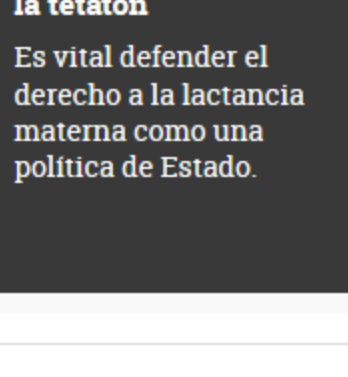 la tetatón
Es vital defender el
derecho a la lactancia
materna como una
política de Estado.